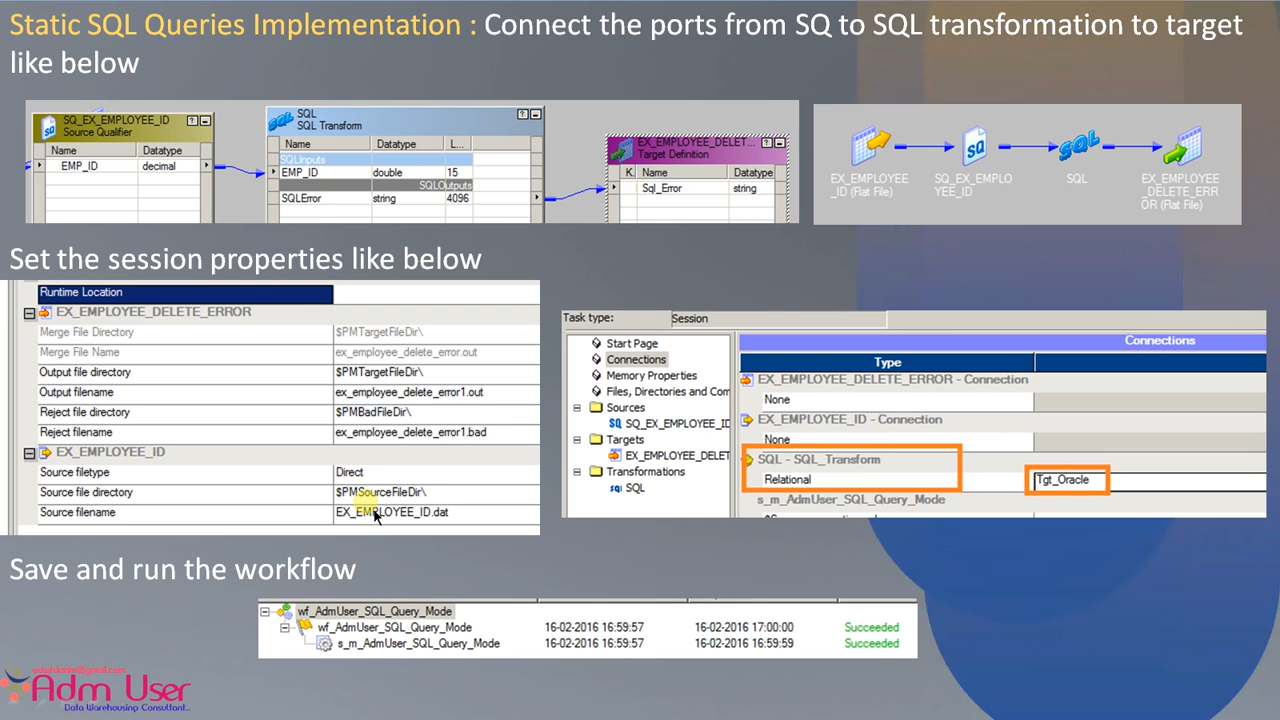 Static SQL Queries Implementation : Connect the ports from SQ to SQL transformation to target
like below
SQ_EX_EMPLOYEE_ID
Source Qualifier
Name Datatype
EMP_ID decimal
SQL
SQL Transform
Name Datatype L...
SQLInputs
EMP_ID double 15
SQLOutputs
SQLError string 4096
EX_EMPLOYEE_DELET...
Target Definition
K. Name Datatype
Sql_Error string
EX_EMPLOYEE
_ID (Flat File)
SQ_EX_EMPLO
YEE_ID
SQL
EX_EMPLOYEE
_DELETE_ERR
OR (Flat File)
Set the session properties like below
Runtime Location
EX_EMPLOYEE_DELETE_ERROR
Merge File Directory $PMTargetFileDir\
Merge File Name ex_employee_delete_error.out
Output file directory $PMTargetFileDir\
Output filename ex_employee_delete_error1.out
Reject file directory $PMBadFileDir\
Reject filename ex_employee_delete_error1.bad
EX_EMPLOYEE_ID
Source filetype Direct
Source file directory $PMSourceFileDir\
Source filename EX_EMPLOYEE_ID.dat
Task type: Session
Start Page
Connections
Memory Properties
Files, Directories and Com
Sources
SQ_EX_EMPLOYEE_ID
Targets
EX_EMPLOYEE_DELET
Transformations
SQL
Connections
Type
EX_EMPLOYEE_DELETE_ERROR - Connection
None
EX_EMPLOYEE_ID - Connection
None
SQL - SQL_Transform
Relational Tgt_Oracle
s_m_AdmUser_SQL_Query_Mode
Save and run the workflow
wf_AdmUser_SQL_Query_Mode
wf_AdmUser_SQL_Query_Mode 16-02-2016 16:59:57 16-02-2016 17:00:00 Succeeded
s_m_AdmUser_SQL_Query_Mode 16-02-2016 16:59:57 16-02-2016 16:59:59 Succeeded
Adm User
Data Warehousing Consultant...